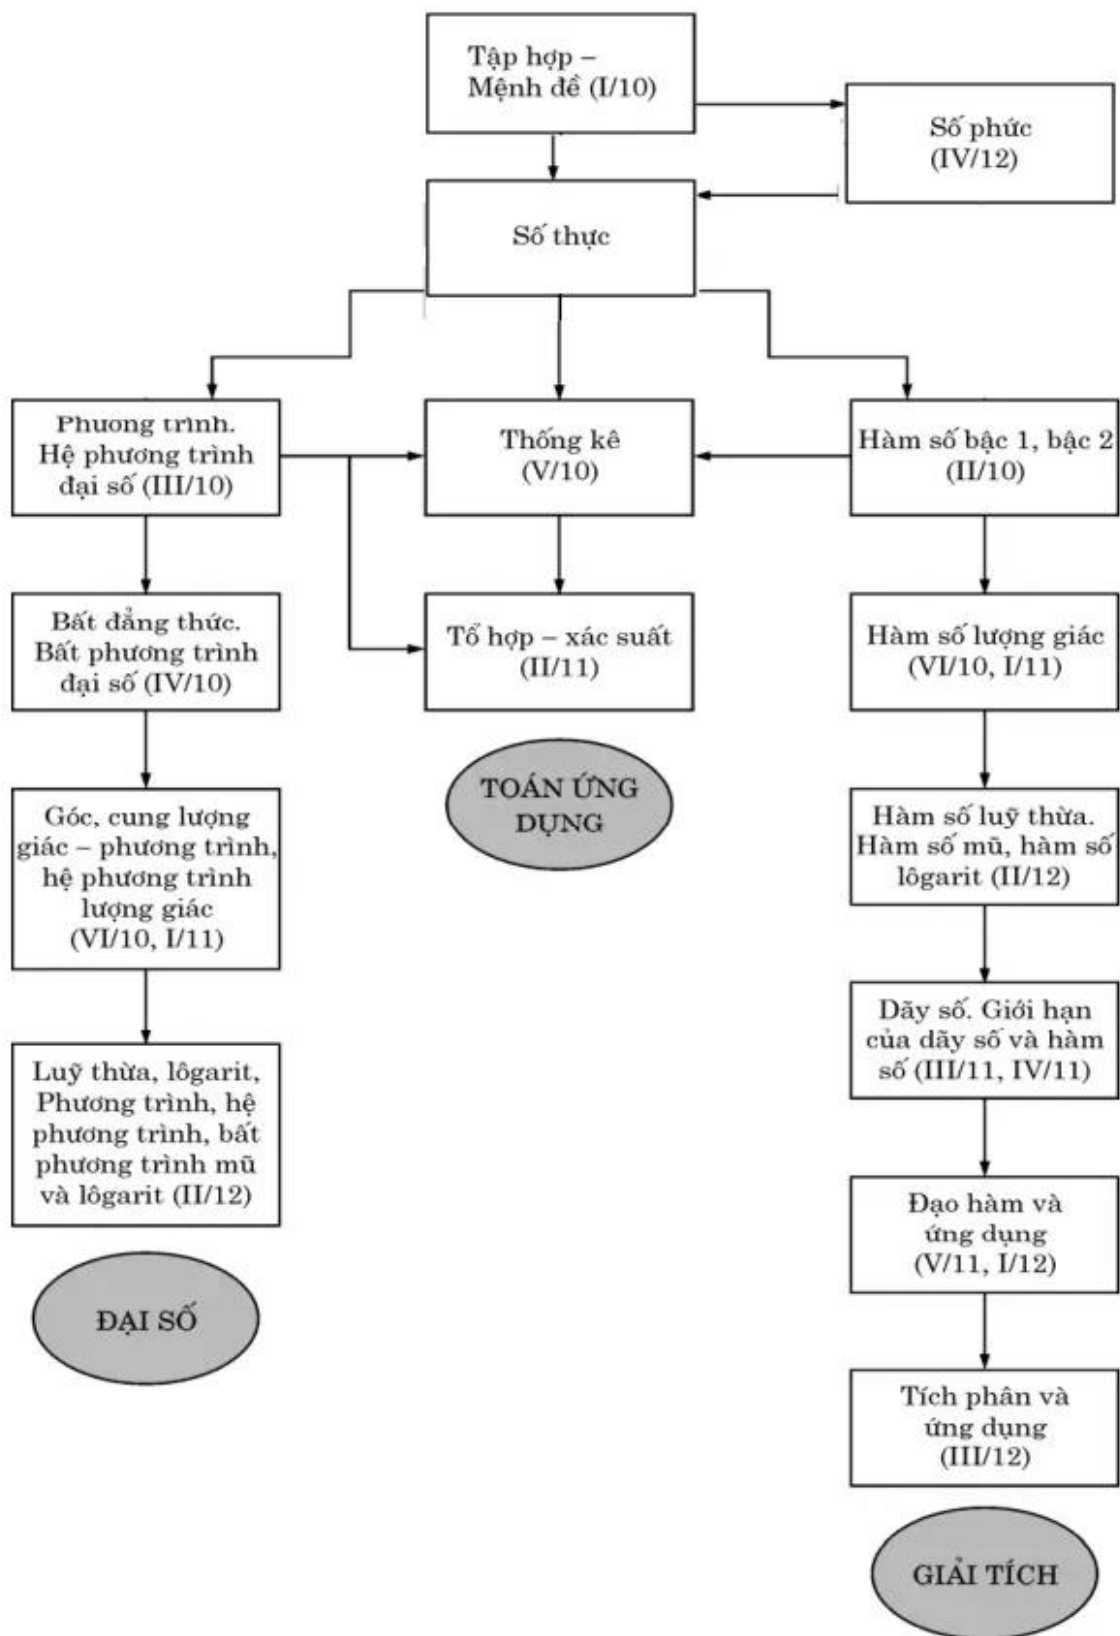 Tập hợp –
Mệnh đề (I/10)
Số phức
(IV/12)
Số thực
Phương trình.
Hệ phương trình
đại số (III/10)
Thống kê
(V/10)
Hàm số bậc 1, bậc 2
(II/10)
Bất đẳng thức.
Bất phương trình
đại số (IV/10)
Tổ hợp – xác suất
(II/11)
Hàm số lượng giác
(VI/10, I/11)
TOÁN ỨNG
DỤNG
Góc, cung lượng
giác – phương trình,
hệ phương trình
lượng giác
(VI/10, I/11)
Hàm số luỹ thừa.
Hàm số mũ, hàm số
lôgarit (II/12)
Dãy số. Giới hạn
của dãy số và hàm
số (III/11, IV/11)
Luỹ thừa, lôgarit,
Phương trình, hệ
phương trình, bất
phương trình mũ
và lôgarit (II/12)
Đạo hàm và
ứng dụng
(V/11, I/12)
ĐẠI SỐ
Tích phân và
ứng dụng
(III/12)
GIẢI TÍCH